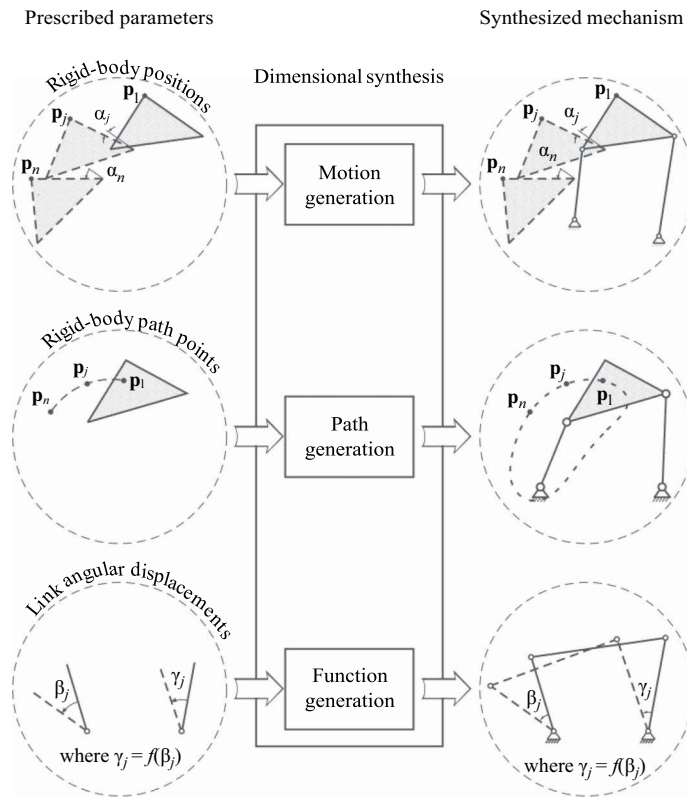 Prescribed parameters
Synthesized mechanism
Dimensional synthesis
Rigid-body positions
p1
pj
αj
pn
αn
Motion
generation
p1
pj
αj
pn
αn
Rigid-body path points
pj
p1
pn
Path
generation
pj
pn
p1
Link angular displacements
βj
γj
where γj = f(βj)
Function
generation
βj
γj
where γj = f(βj)